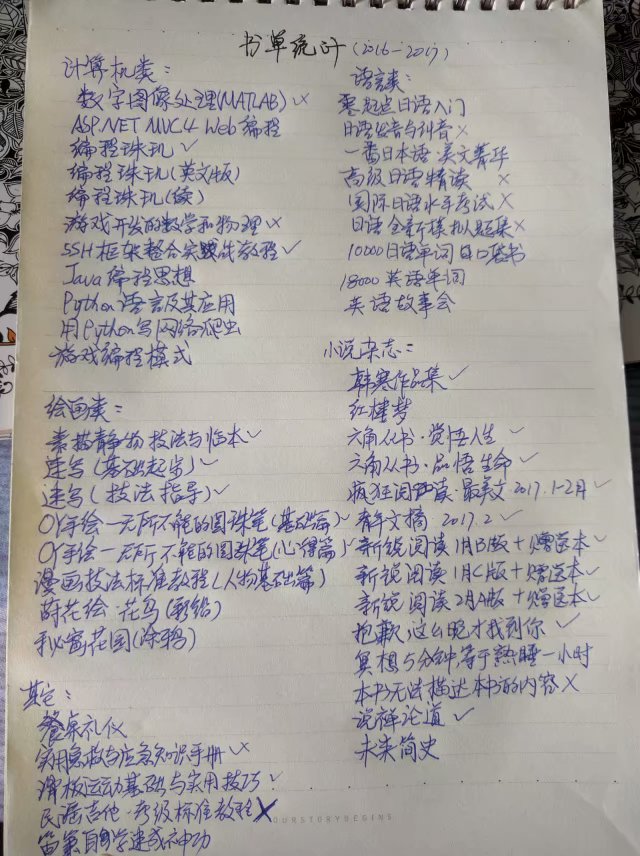 书单统计(2016-2017)
计算机类:
数字图像处理(MATLAB)✓×
ASP.NET MVC4 Web编程
编程珠玑 ✓
编程珠玑(英文版)
编程珠玑(续)
游戏开发的数学和物理 ×
SSH框架整合实战教程 ✓
Java编程思想
Python语言及其应用
用Python写网络爬虫
游戏编程模式
绘画类:
素描静物技法与临本 ✓
速写(基础起步) ✓
速写(技法指导) ✓
OY手绘一无所不能的圆珠笔(基础篇) ✓
OY手绘一无所不能的圆珠笔(心得篇) ✓
漫画技法标准教程(人物基础篇)
莳花绘·花鸟(彩铅)
秘密花园(涂鸦)
其它:
餐桌礼仪
实用急救与应急知识手册 ✓×
滑板运动基础与实用技巧 ✓
民谣吉他·考级标准教程 ×
笛箫自学速成神功
语言类:
零起点日语入门
日语发音与纠音 ×
一番日本语·美文菁华
高级日语精读 ×
国际日语水平考试 ×
日语全新模拟题集 ×
10000日语单词口袋书
18000英语单词
英语故事会
小说杂志:
韩寒作品集 ✓
红楼梦
六角丛书·觉悟人生 ✓
六角丛书·品悟生命 ✓
疯狂阅读·最美文 2017.1-2月 ✓
青年文摘 2017.2 ✓
新锐阅读1月B版+赠送本 ✓
新锐阅读1月C版+赠送本 ✓
新锐阅读2月A版+赠送本 ✓
抱歉,这么晚才找到你 ✓
冥想5分钟,等于熟睡一小时
本书无法描述本书的内容 ×
说禅论道 ✓
未来简史
OURSTORYBEGINS